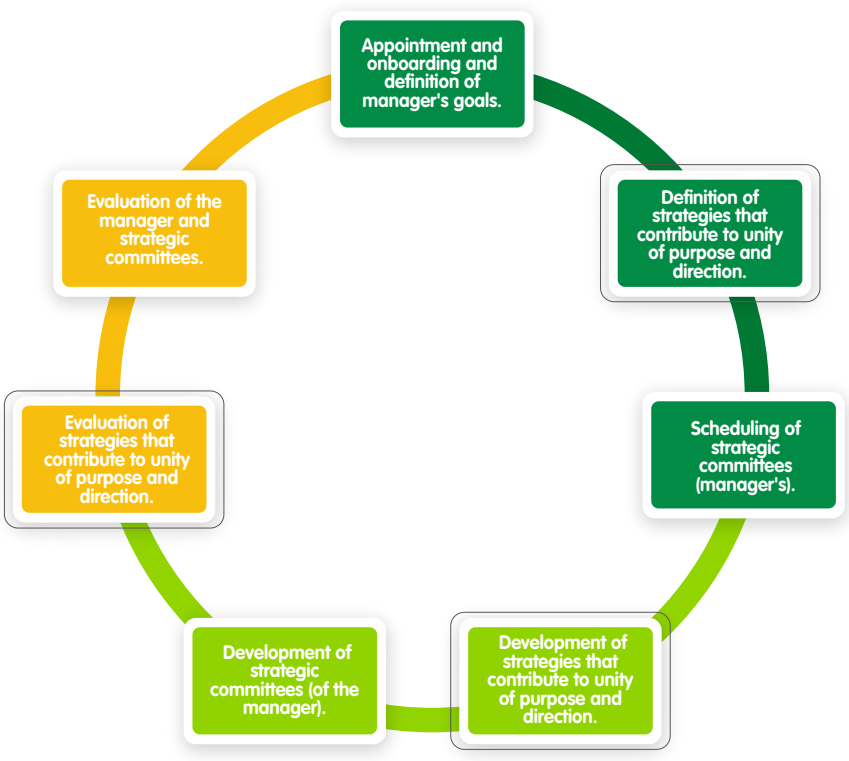 Appointment and
onboarding and
definition of
manager's goals.
Definition of
strategies that
contribute to unity
of purpose and
direction.
Scheduling of
strategic
committees
(manager's).
Development of
strategies that
contribute to unity
of purpose and
direction.
Development of
strategic
committees (of the
manager).
Evaluation of
strategies that
contribute to unity
of purpose and
direction.
Evaluation of the
manager and
strategic
committees.